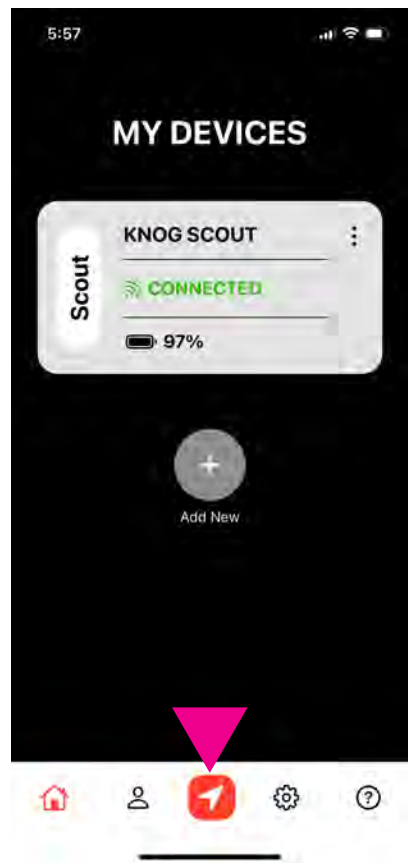 5:57
MY DEVICES
Scout
KNOG SCOUT
CONNECTED
97%
Add New